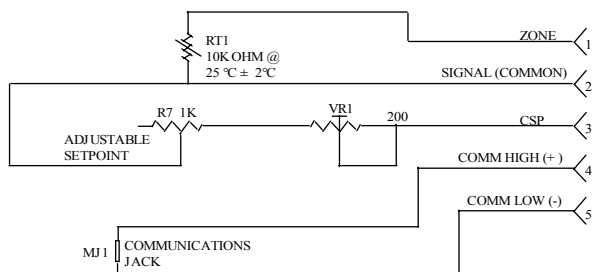 ZONE
1
RT1
10K OHM @
25 °C ± 2°C
SIGNAL (COMMON)
2
R7 1K
VR1
200
CSP
3
ADJUSTABLE
SETPOINT
COMM HIGH (+ )
4
COMM LOW (-)
5
MJ1
COMMUNICATIONS
JACK